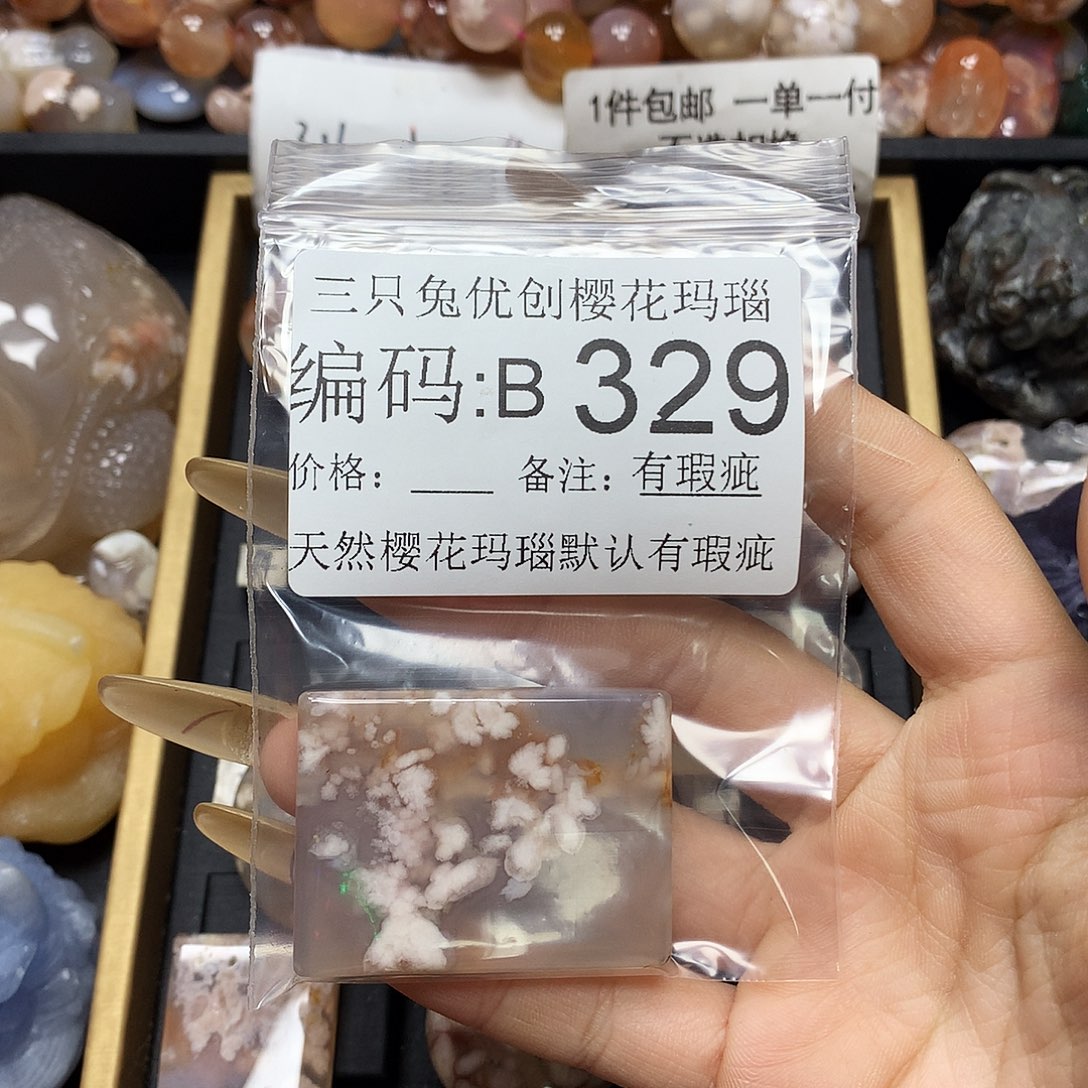 1件包邮 一单一付
三只兔优创樱花玛瑙
编码:B 329
价格：____ 备注：有瑕疵
天然樱花玛瑙默认有瑕疵